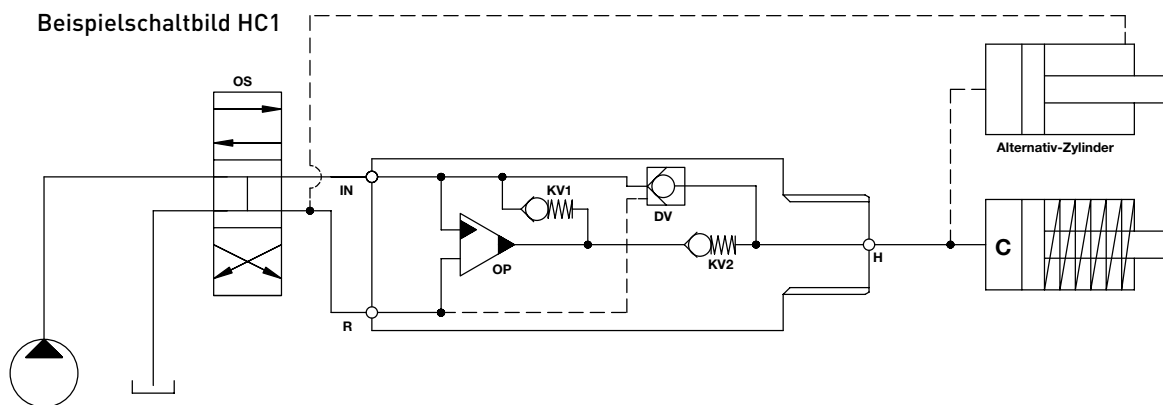 Beispielschaltbild HC1
OS
Alternativ-Zylinder
IN
KV1
DV
OP
KV2
H
C
R